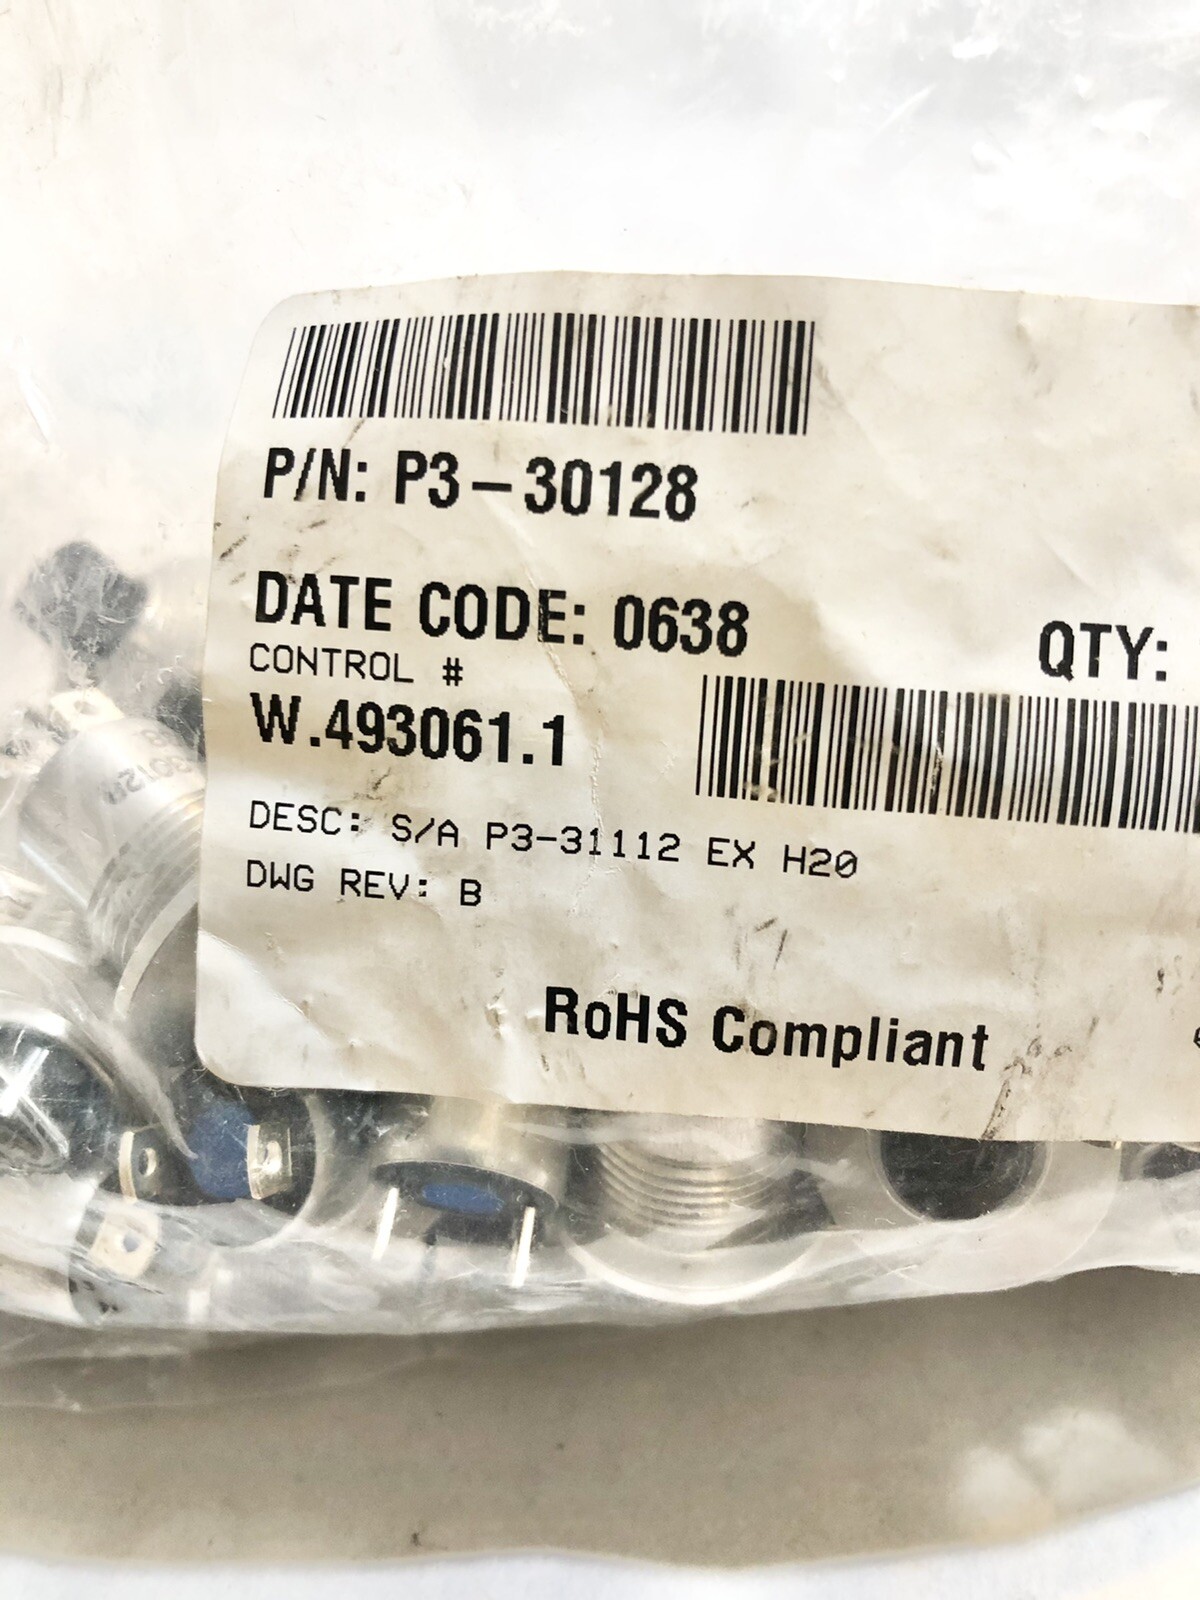 P/N: P3-30128
DATE CODE: 0638
QTY:
CONTROL #
W.493061.1
DESC: S/A P3-31112 EX H20
DWG REV: B
RoHS Compliant